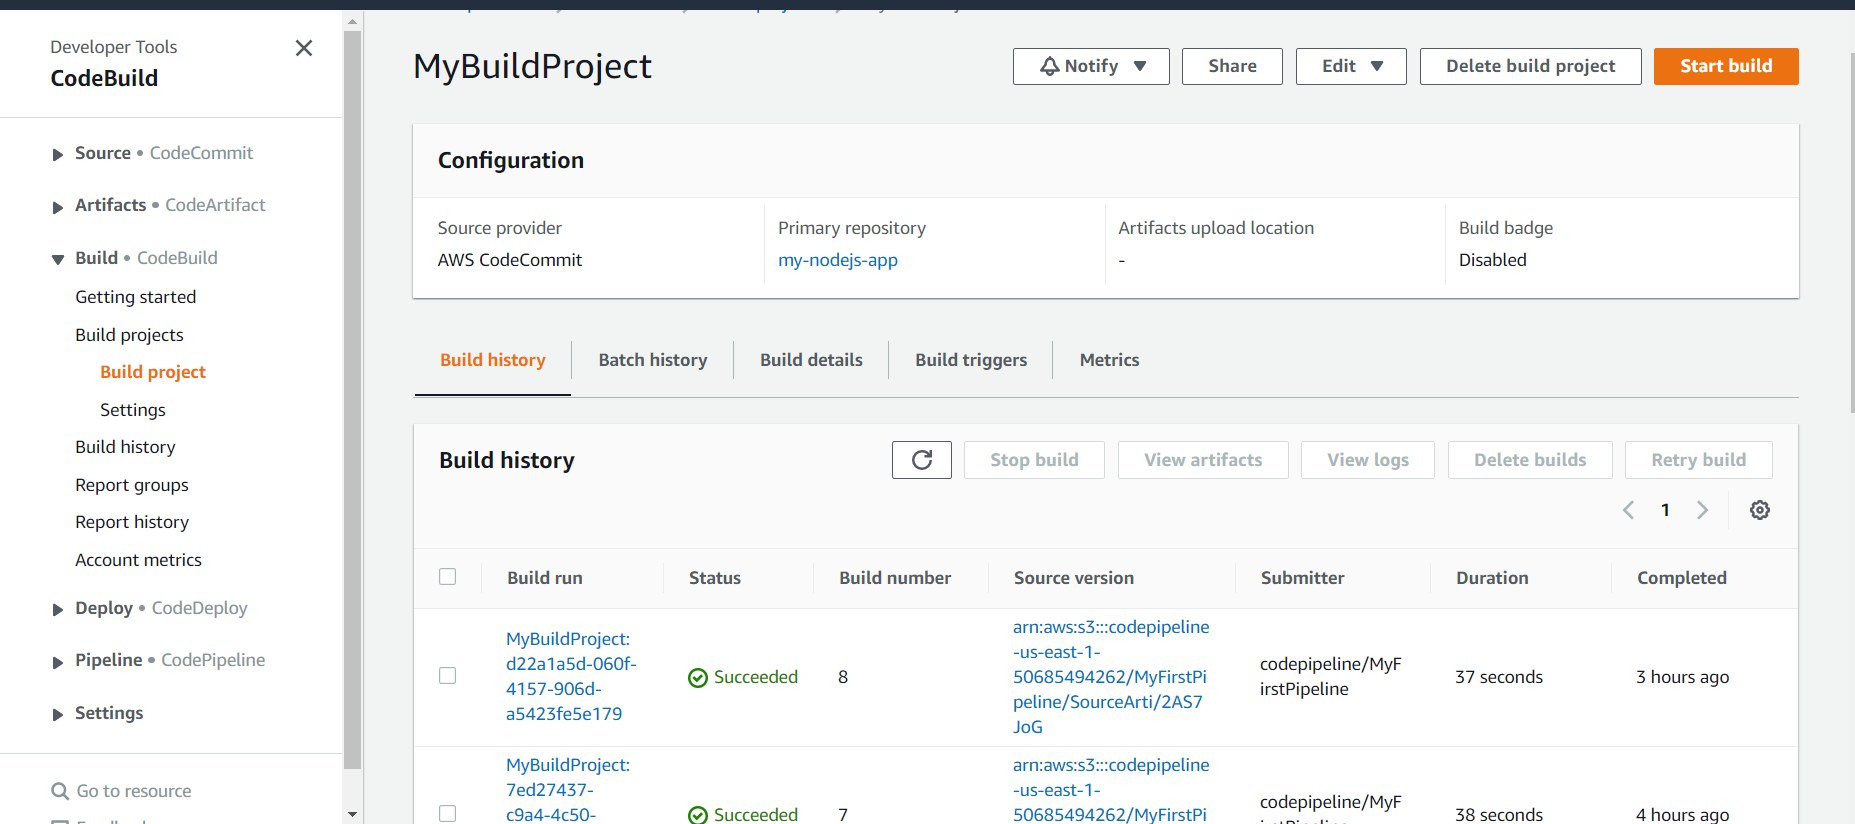 Developer Tools
CodeBuild
Source • CodeCommit
Artifacts • CodeArtifact
Build • CodeBuild
Getting started
Build projects
Build project
Settings
Build history
Report groups
Report history
Account metrics
Deploy • CodeDeploy
Pipeline • CodePipeline
Settings
Go to resource
MyBuildProject
Notify
Share
Edit
Delete build project
Start build
Configuration
Source provider
AWS CodeCommit
Primary repository
my-nodejs-app
Artifacts upload location
-
Build badge
Disabled
Build history
Batch history
Build details
Build triggers
Metrics
Build history
Stop build
View artifacts
View logs
Delete builds
Retry build
1
Build run
Status
Build number
Source version
Submitter
Duration
Completed
MyBuildProject:
d22a1a5d-060f-
4157-906d-
a5423fe5e179
Succeeded
8
arn:aws:s3:::codepipeline
-us-east-1-
50685494262/MyFirstPi
peline/SourceArti/2AS7
JoG
codepipeline/MyF
irstPipeline
37 seconds
3 hours ago
MyBuildProject:
7ed27437-
c9a4-4c50-
Succeeded
7
arn:aws:s3:::codepipeline
-us-east-1-
50685494262/MyFirstPi
codepipeline/MyF
38 seconds
4 hours ago